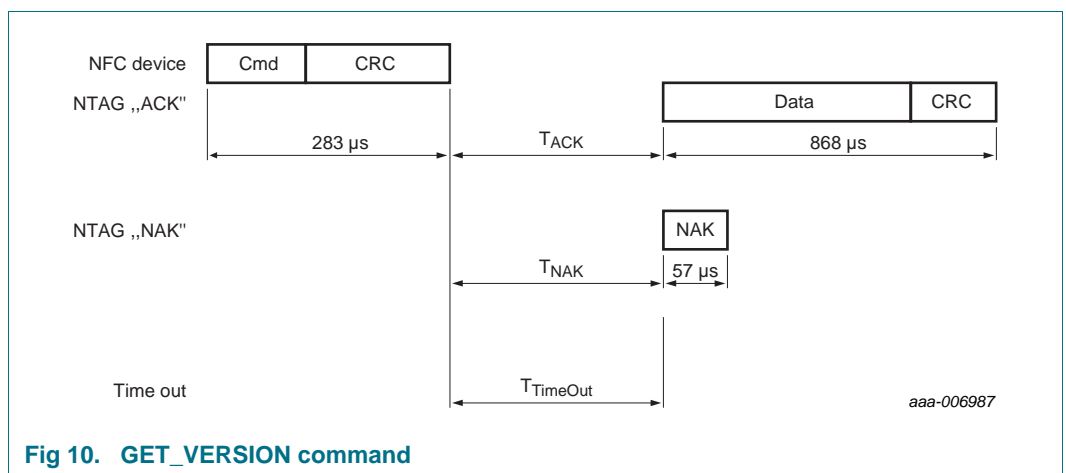 NFC device Cmd CRC
NTAG ,,ACK" Data CRC
283 µs TACK 868 µs
NTAG ,,NAK" NAK
TNAK 57 µs
Time out TTimeOut
aaa-006987
Fig 10. GET_VERSION command